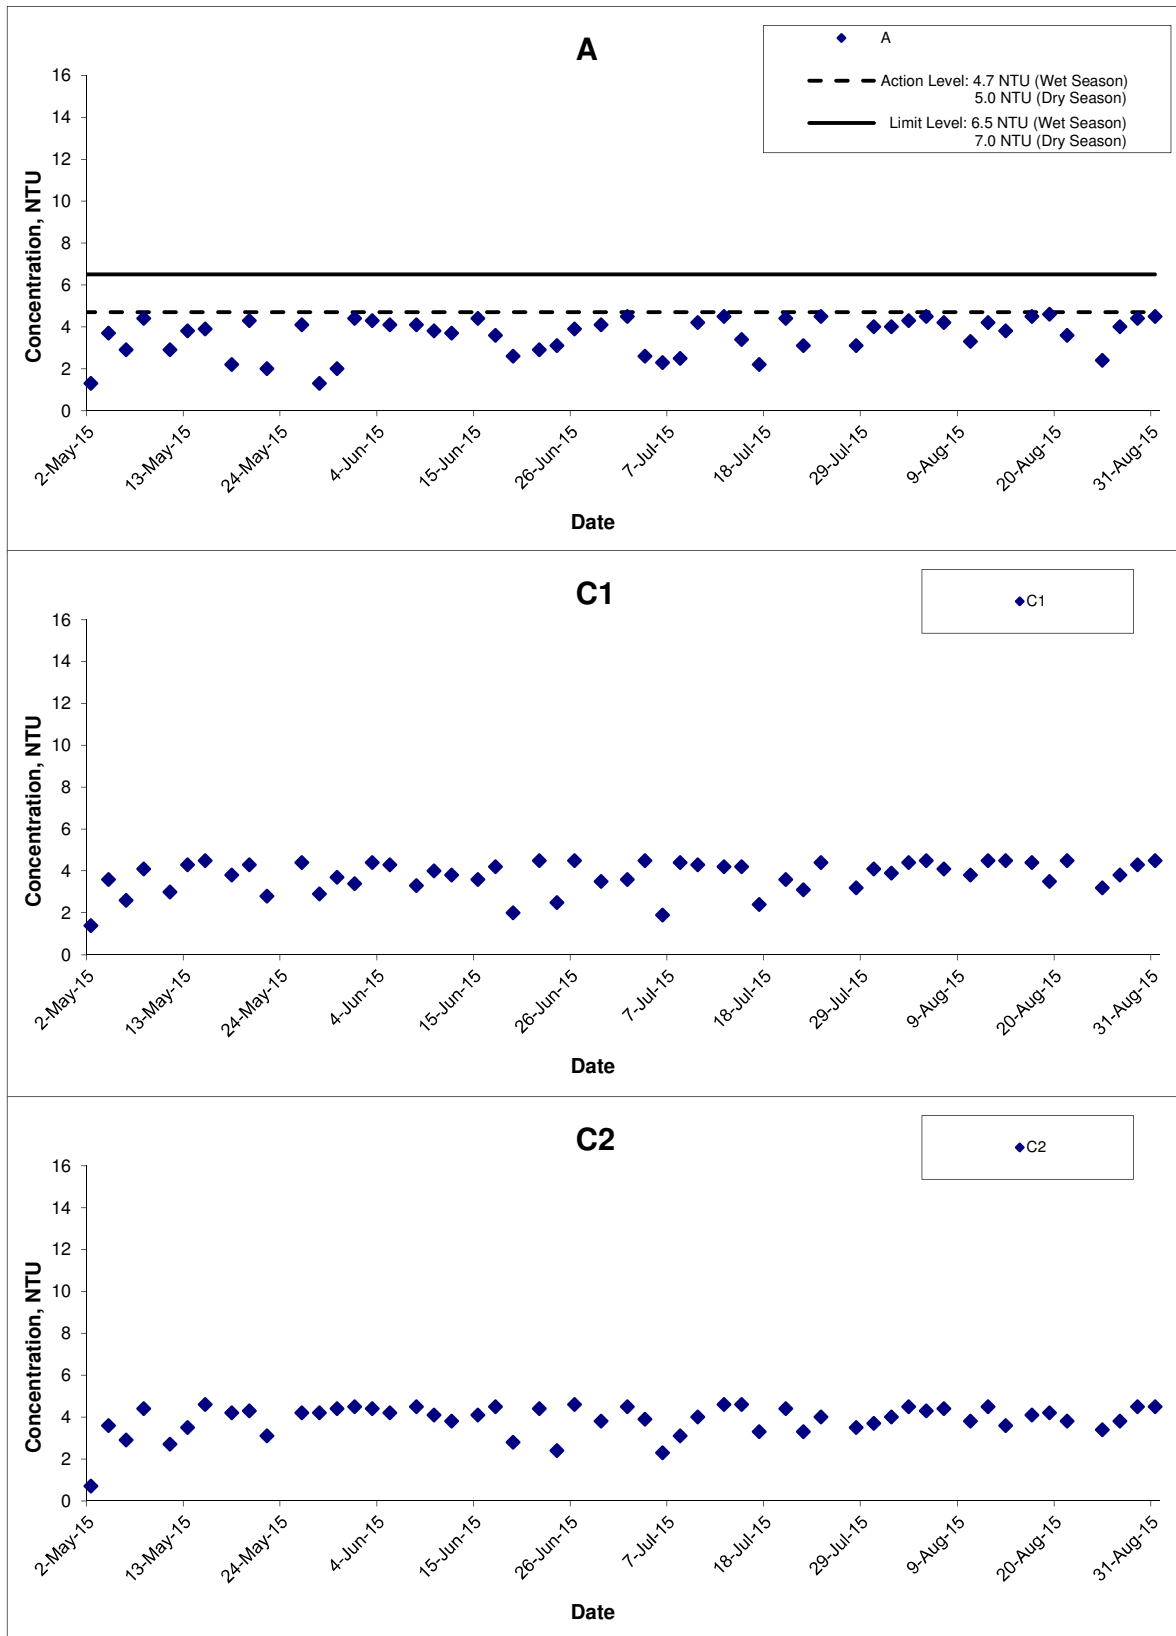 A
A
Action Level: 4.7 NTU (Wet Season)
5.0 NTU (Dry Season)
Limit Level: 6.5 NTU (Wet Season)
7.0 NTU (Dry Season)
Concentration, NTU
16
14
12
10
8
6
4
2
0
2-May-15
13-May-15
24-May-15
4-Jun-15
15-Jun-15
26-Jun-15
7-Jul-15
18-Jul-15
29-Jul-15
9-Aug-15
20-Aug-15
31-Aug-15
Date
C1
C1
Concentration, NTU
16
14
12
10
8
6
4
2
0
2-May-15
13-May-15
24-May-15
4-Jun-15
15-Jun-15
26-Jun-15
7-Jul-15
18-Jul-15
29-Jul-15
9-Aug-15
20-Aug-15
31-Aug-15
Date
C2
C2
Concentration, NTU
16
14
12
10
8
6
4
2
0
2-May-15
13-May-15
24-May-15
4-Jun-15
15-Jun-15
26-Jun-15
7-Jul-15
18-Jul-15
29-Jul-15
9-Aug-15
20-Aug-15
31-Aug-15
Date